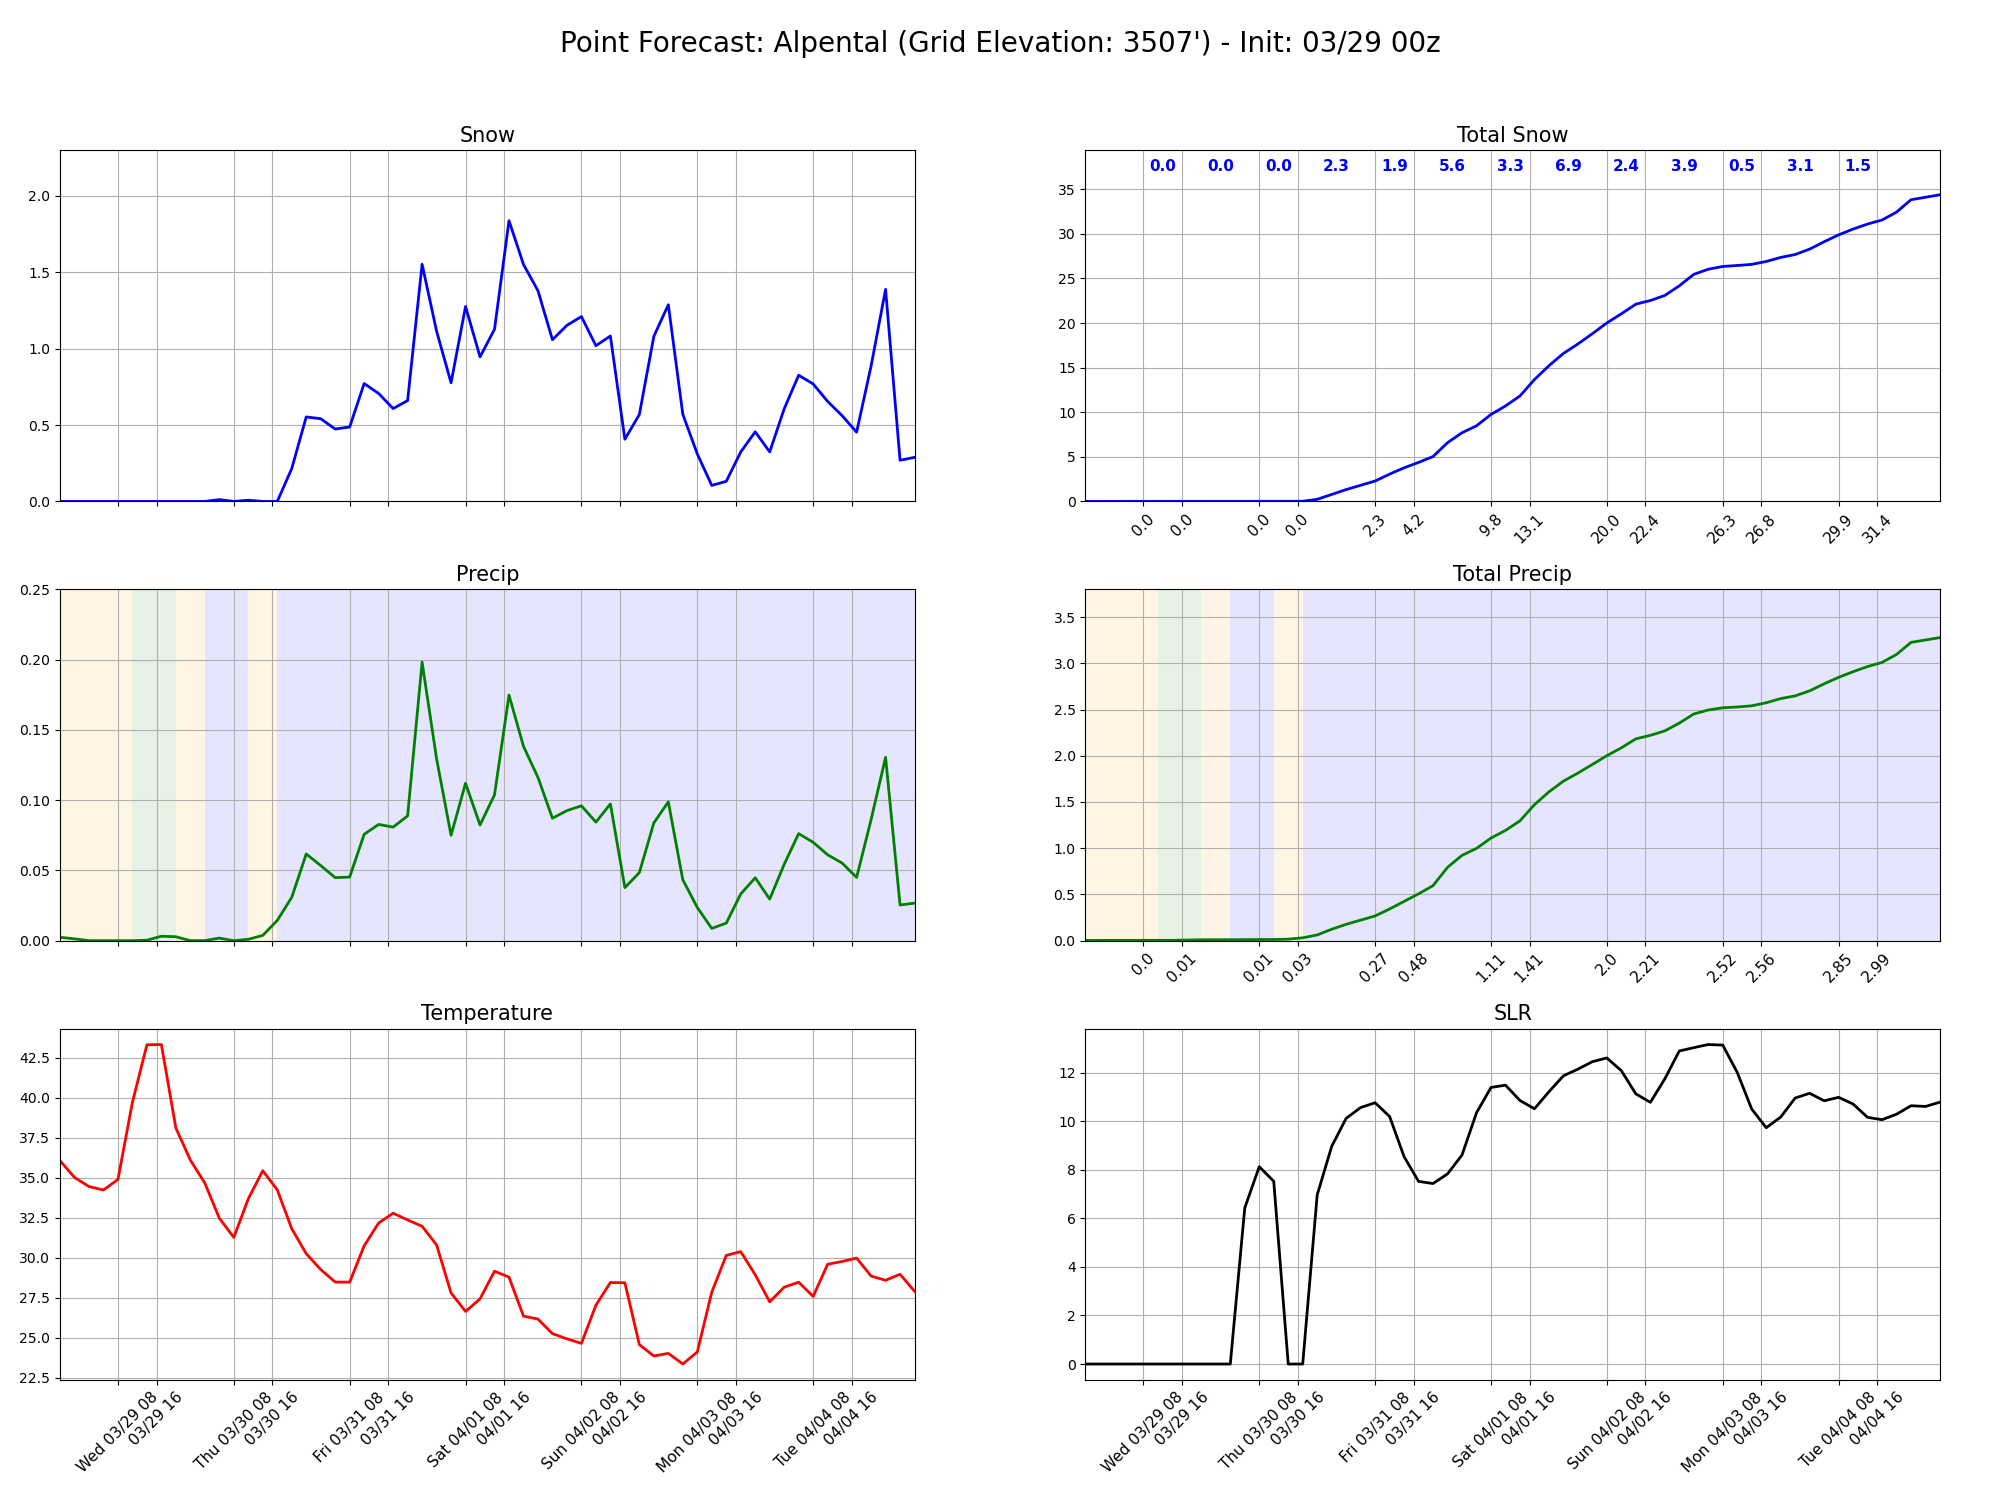 Point Forecast: Alpental (Grid Elevation: 3507') - Init: 03/29 00z
Snow
2.0
1.5
1.0
0.5
0.0
Total Snow
0.0 0.0 0.0 2.3 1.9 5.6 3.3 6.9 2.4 3.9 0.5 3.1 1.5
35
30
25
20
15
10
5
0
0.0 0.0 0.0 0.0 2.3 4.2 9.8 13.1 20.0 22.4 26.3 26.8 29.9 31.4
Precip
0.25
0.20
0.15
0.10
0.05
0.00
Total Precip
3.5
3.0
2.5
2.0
1.5
1.0
0.5
0.0
0.0 0.01 0.01 0.03 0.27 0.48 1.11 1.41 2.0 2.21 2.52 2.56 2.85 2.99
Temperature
42.5
40.0
37.5
35.0
32.5
30.0
27.5
25.0
22.5
Wed 03/29 08
03/29 16
Thu 03/30 08
03/30 16
Fri 03/31 08
03/31 16
Sat 04/01 08
04/01 16
Sun 04/02 08
04/02 16
Mon 04/03 08
04/03 16
Tue 04/04 08
04/04 16
SLR
12
10
8
6
4
2
0
Wed 03/29 08
03/29 16
Thu 03/30 08
03/30 16
Fri 03/31 08
03/31 16
Sat 04/01 08
04/01 16
Sun 04/02 08
04/02 16
Mon 04/03 08
04/03 16
Tue 04/04 08
04/04 16